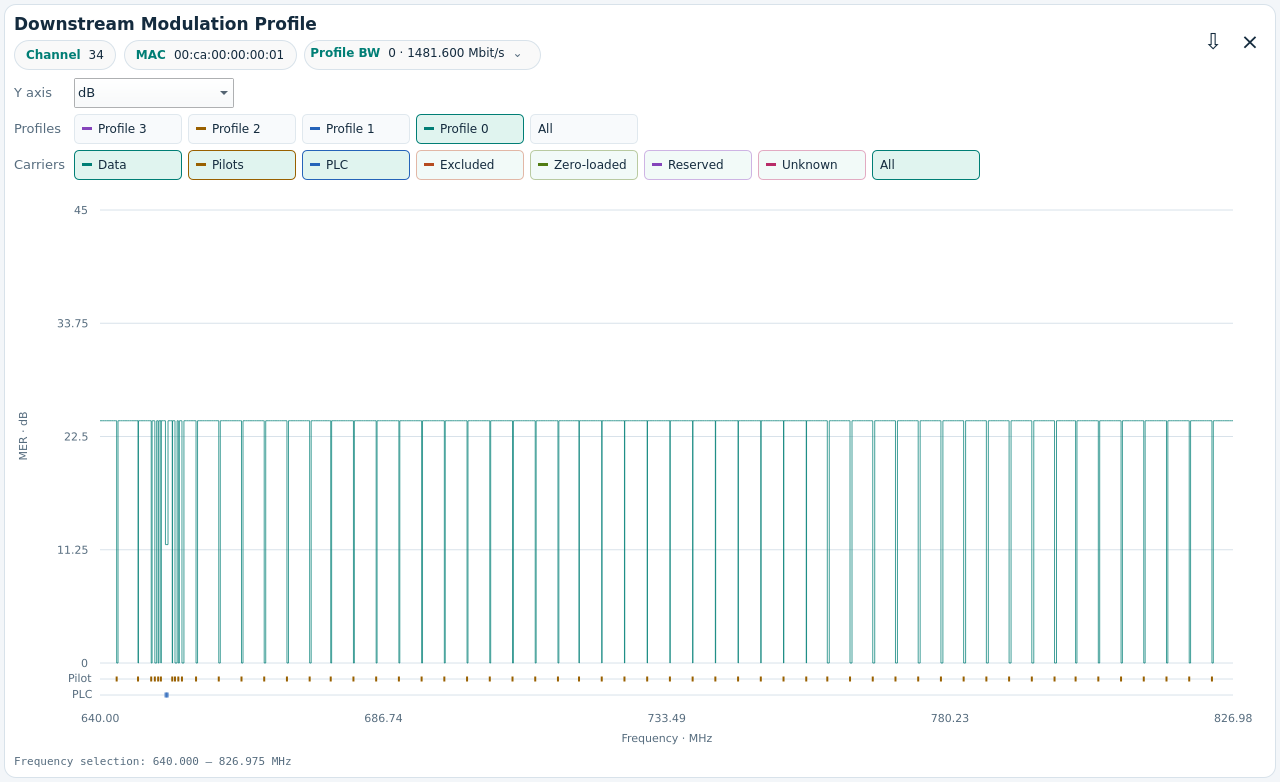 Downstream Modulation Profile
Channel 34 MAC 00:ca:00:00:00:01 Profile BW 0 · 1481.600 Mbit/s
Y axis dB
Profiles Profile 3 Profile 2 Profile 1 Profile 0 All
Carriers Data Pilots PLC Excluded Zero-loaded Reserved Unknown All
45
33.75
22.5
11.25
0
MER · dB
Pilot
PLC
640.00 686.74 733.49 780.23 826.98
Frequency · MHz
Frequency selection: 640.000 — 826.975 MHz